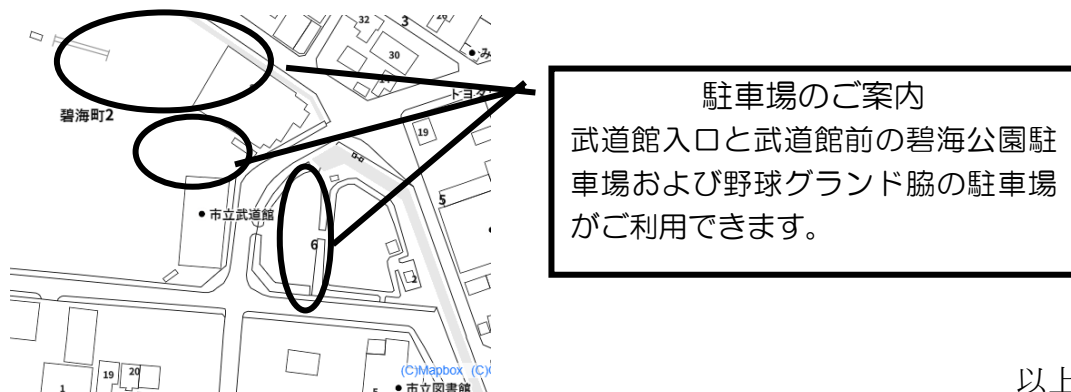 32
3
30
碧海町2
19
5
市立武道館
6
2
19
20
1
5
(C)Mapbox (C)
市立図書館
駐車場のご案内
武道館入口と武道館前の碧海公園駐
車場および野球グランド脇の駐車場
がご利用できます。
以上